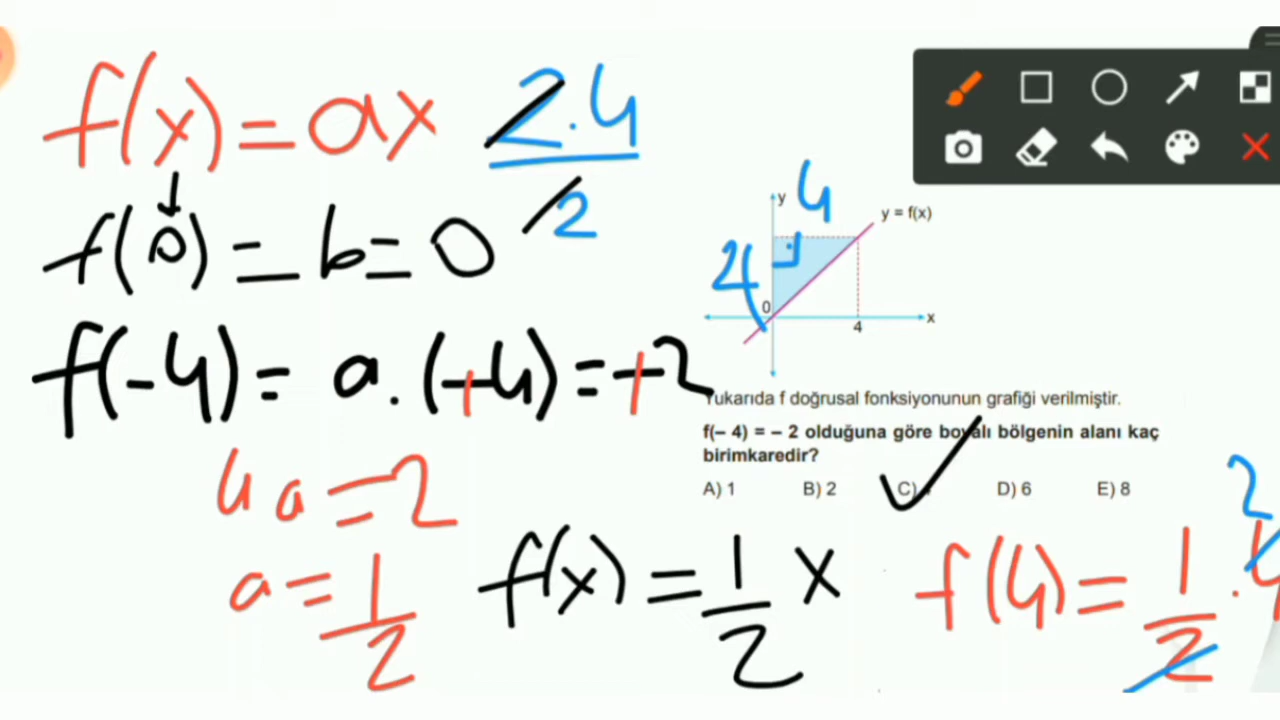 f(x) = ax
2.4
2
f(0) = b = 0
f(-4) = a.(-4) = -2
4a = 2
a = 1/2
f(x) = 1/2 x
f(4) = 1/2 .4
2
4
2
y
y = f(x)
0
4
x
Yukarıda f doğrusal fonksiyonunun grafiği verilmiştir.
f(– 4) = – 2 olduğuna göre boyalı bölgenin alanı kaç
birimkaredir?
A) 1 B) 2 C) D) 6 E) 8